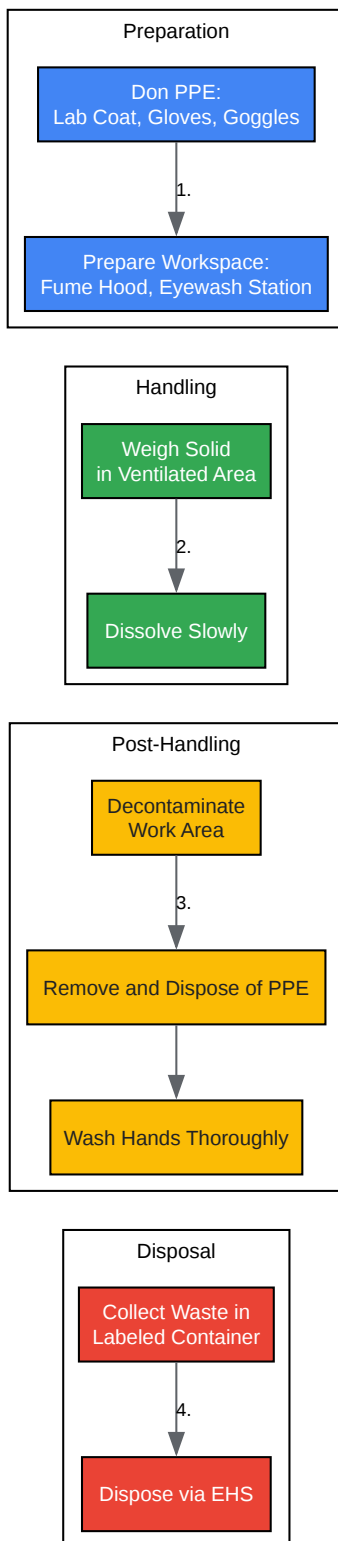 Preparation
Don PPE:
Lab Coat, Gloves, Goggles
1.
Prepare Workspace:
Fume Hood, Eyewash Station
Handling
Weigh Solid
in Ventilated Area
2.
Dissolve Slowly
Post-Handling
Decontaminate
Work Area
3.
Remove and Dispose of PPE
Wash Hands Thoroughly
Disposal
Collect Waste in
Labeled Container
4.
Dispose via EHS